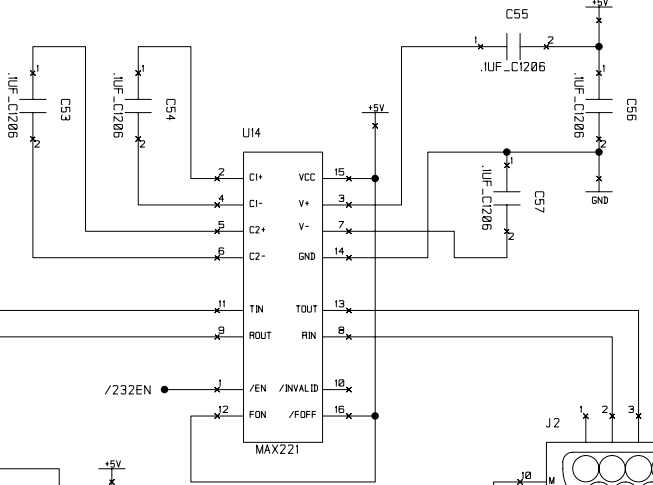 +5V
C55
1
2
.1UF_C1206
1
.1UF_C1206
C53
2
1
.1UF_C1206
C54
2
1
.1UF_C1206
C56
2
+5V
U14
1
.1UF_C1206
C57
2
GND
2 C1+ VCC 15
4 C1- V+ 3
5 C2+ V- 7
6 C2- GND 14
11 TIN TOUT 13
9 ROUT RIN 8
/232EN 1 /EN /INVALID 10
12 FON /FOFF 16
MAX221
J2
1 2 3
+5V
10
M